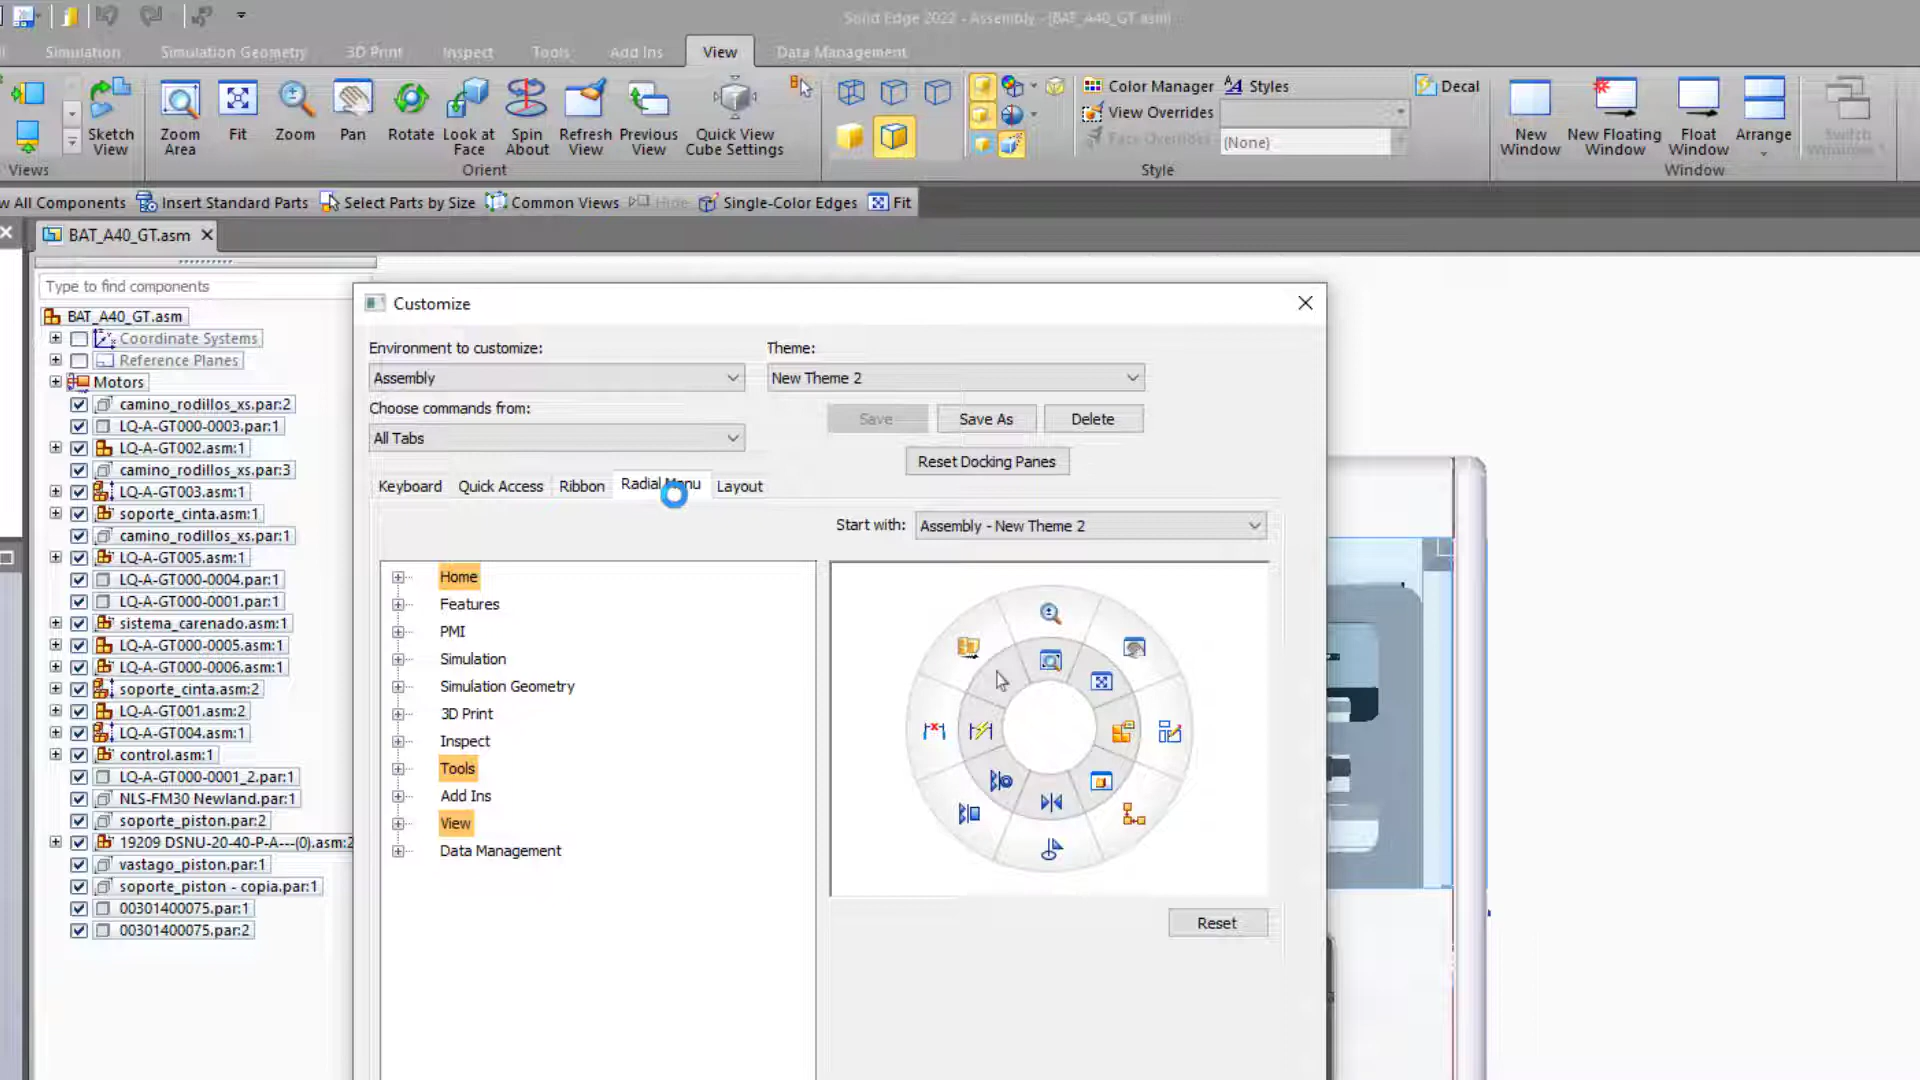 Solid Edge 2022 - Assembly - [BAT_A40_GT.asm]
Simulation
Simulation Geometry
3D Print
Inspect
Tools
Add Ins
View
Data Management
Sketch
View
Views
Zoom
Area
Fit
Zoom
Pan
Rotate
Look at
Face
Spin
About
Refresh
View
Previous
View
Quick View
Cube Settings
Orient
Color Manager
Styles
View Overrides
Face Overrides
(None)
Style
Decal
New
Window
New Floating
Window
Float
Window
Arrange
Switch
Windows
Window
w All Components
Insert Standard Parts
Select Parts by Size
Common Views
Hide
Single-Color Edges
Fit
BAT_A40_GT.asm
Type to find components
BAT_A40_GT.asm
Coordinate Systems
Reference Planes
Motors
camino_rodillos_xs.par:2
LQ-A-GT000-0003.par:1
LQ-A-GT002.asm:1
camino_rodillos_xs.par:3
LQ-A-GT003.asm:1
soporte_cinta.asm:1
camino_rodillos_xs.par:1
LQ-A-GT005.asm:1
LQ-A-GT000-0004.par:1
LQ-A-GT000-0001.par:1
sistema_carenado.asm:1
LQ-A-GT000-0005.asm:1
LQ-A-GT000-0006.asm:1
soporte_cinta.asm:2
LQ-A-GT001.asm:2
LQ-A-GT004.asm:1
control.asm:1
LQ-A-GT000-0001_2.par:1
NLS-FM30 Newland.par:1
soporte_piston.par:2
19209 DSNU-20-40-P-A---(0).asm:2
vastago_piston.par:1
soporte_piston - copia.par:1
00301400075.par:1
00301400075.par:2
Customize
Environment to customize:
Assembly
Theme:
New Theme 2
Choose commands from:
All Tabs
Save
Save As
Delete
Reset Docking Panes
Keyboard
Quick Access
Ribbon
Radial Menu
Layout
Start with:
Assembly - New Theme 2
Home
Features
PMI
Simulation
Simulation Geometry
3D Print
Inspect
Tools
Add Ins
View
Data Management
Reset